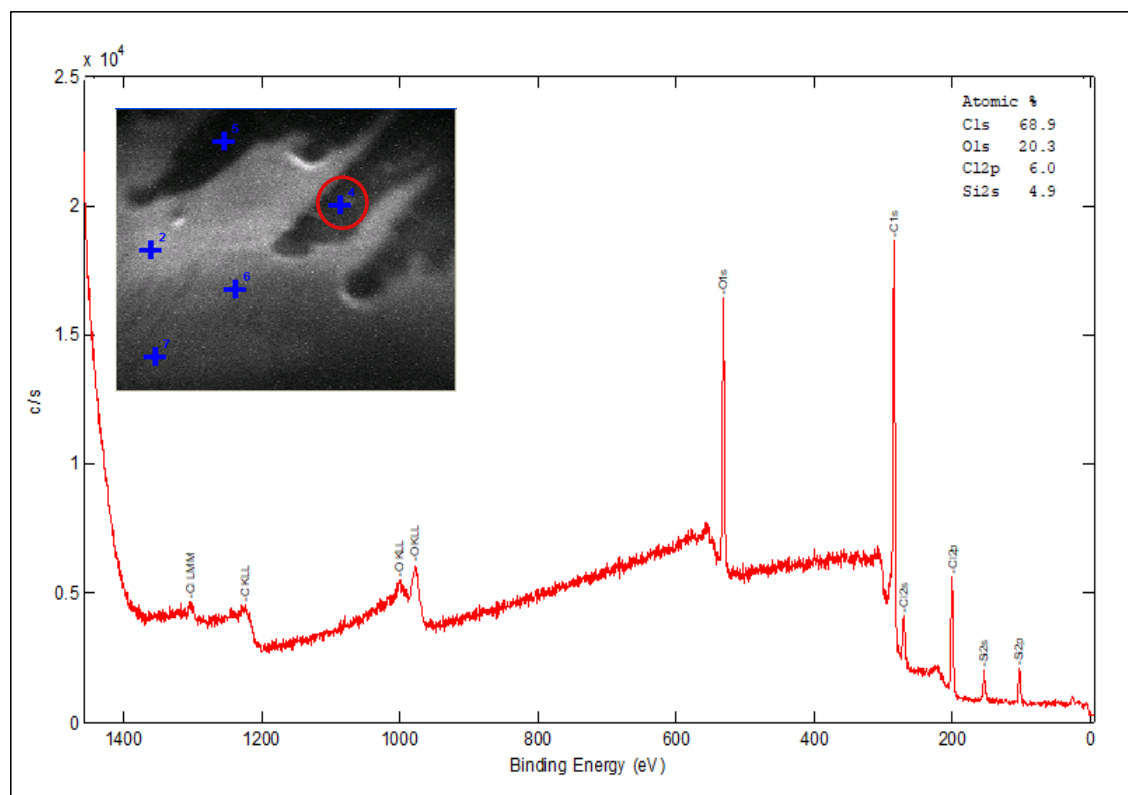 x 10⁴
2.5
2
1.5
1
0.5
0
c/s
1400
1200
1000
800
600
400
200
0
Binding Energy (eV)
Atomic %
C1s 68.9
O1s 20.3
Cl2p 6.0
Si2s 4.9
5
4
2
6
7
-Cl LMM
-C KLL
-O KLL
-O KLL
-O1s
-C1s
-Cl2s
-Cl2p
-Si2s
-Si2p